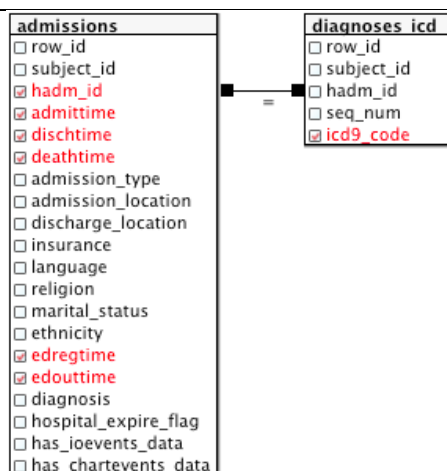 admissions
row_id
subject_id
hadm_id
admittime
dischtime
deathtime
admission_type
admission_location
discharge_location
insurance
language
religion
marital_status
ethnicity
edregtime
edouttime
diagnosis
hospital_expire_flag
has_ioevents_data
has_chartevents_data
=
diagnoses_icd
row_id
subject_id
hadm_id
seq_num
icd9_code